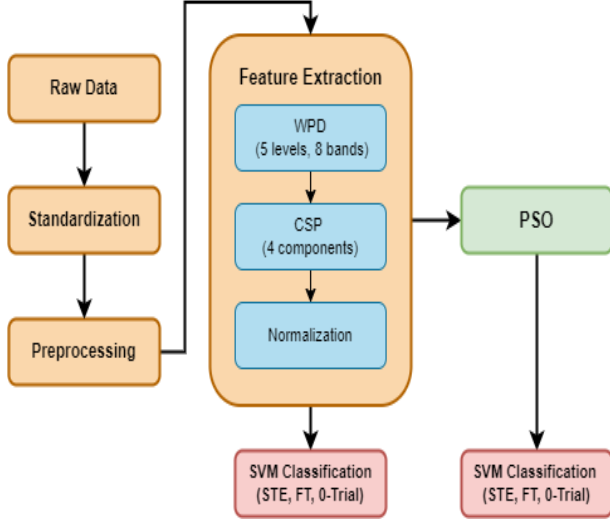 Raw Data
Standardization
Preprocessing
Feature Extraction
WPD
(5 levels, 8 bands)
CSP
(4 components)
Normalization
SVM Classification
(STE, FT, 0-Trial)
PSO
SVM Classification
(STE, FT, 0-Trial)